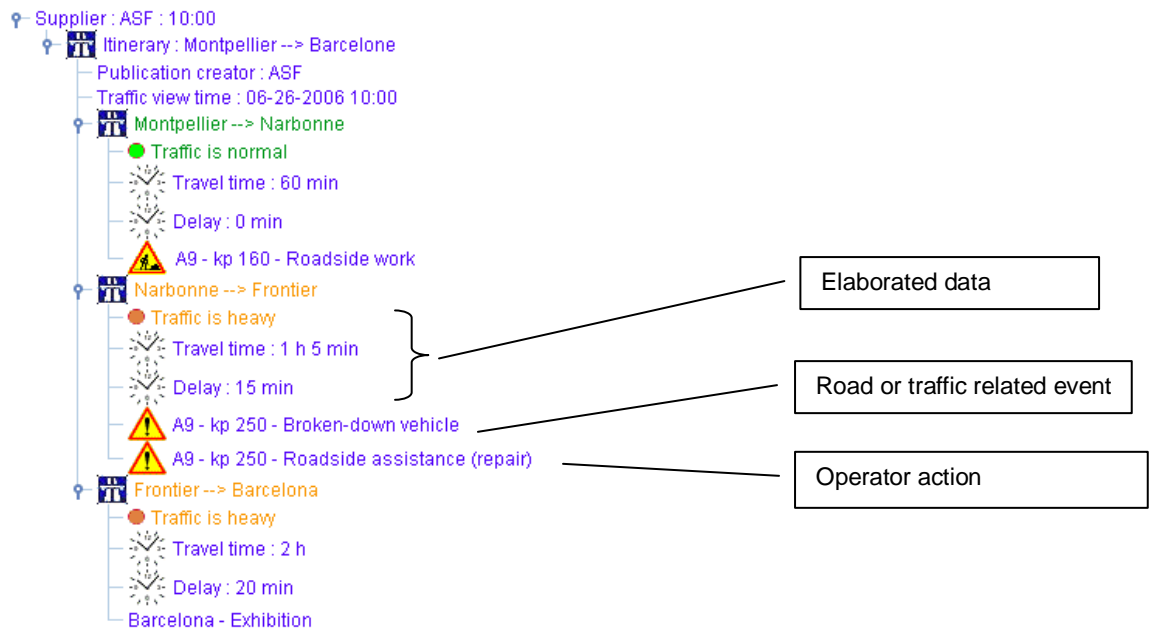 Supplier : ASF : 10:00
Itinerary : Montpellier --> Barcelone
Publication creator : ASF
Traffic view time : 06-26-2006 10:00
Montpellier --> Narbonne
Traffic is normal
Travel time : 60 min
Delay : 0 min
A9 - kp 160 - Roadside work
Narbonne --> Frontier
Traffic is heavy
Travel time : 1 h 5 min
Delay : 15 min
A9 - kp 250 - Broken-down vehicle
A9 - kp 250 - Roadside assistance (repair)
Frontier --> Barcelona
Traffic is heavy
Travel time : 2 h
Delay : 20 min
Barcelona - Exhibition
Elaborated data
Road or traffic related event
Operator action